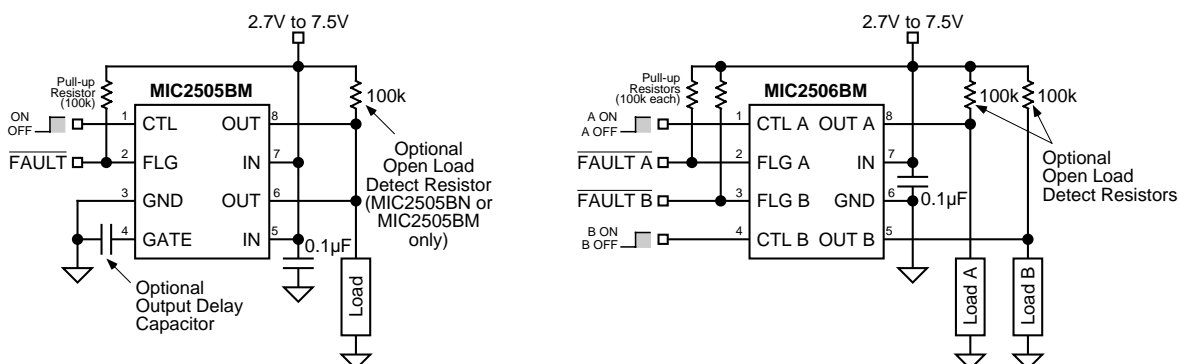 2.7V to 7.5V
Pull-up
Resistor
(100k)
MIC2505BM
100k
ON
OFF
1
CTL
OUT
8
FAULT
2
FLG
IN
7
3
GND
OUT
6
4
GATE
IN
5
0.1µF
Optional
Open Load
Detect Resistor
(MIC2505BN or
MIC2505BM
only)
Optional
Output Delay
Capacitor
Load
2.7V to 7.5V
Pull-up
Resistors
(100k each)
MIC2506BM
100k
100k
A ON
A OFF
1
CTL A
OUT A
8
FAULT A
2
FLG A
IN
7
FAULT B
3
FLG B
GND
6
0.1µF
B ON
B OFF
4
CTL B
OUT B
5
Optional
Open Load
Detect Resistors
Load A
Load B